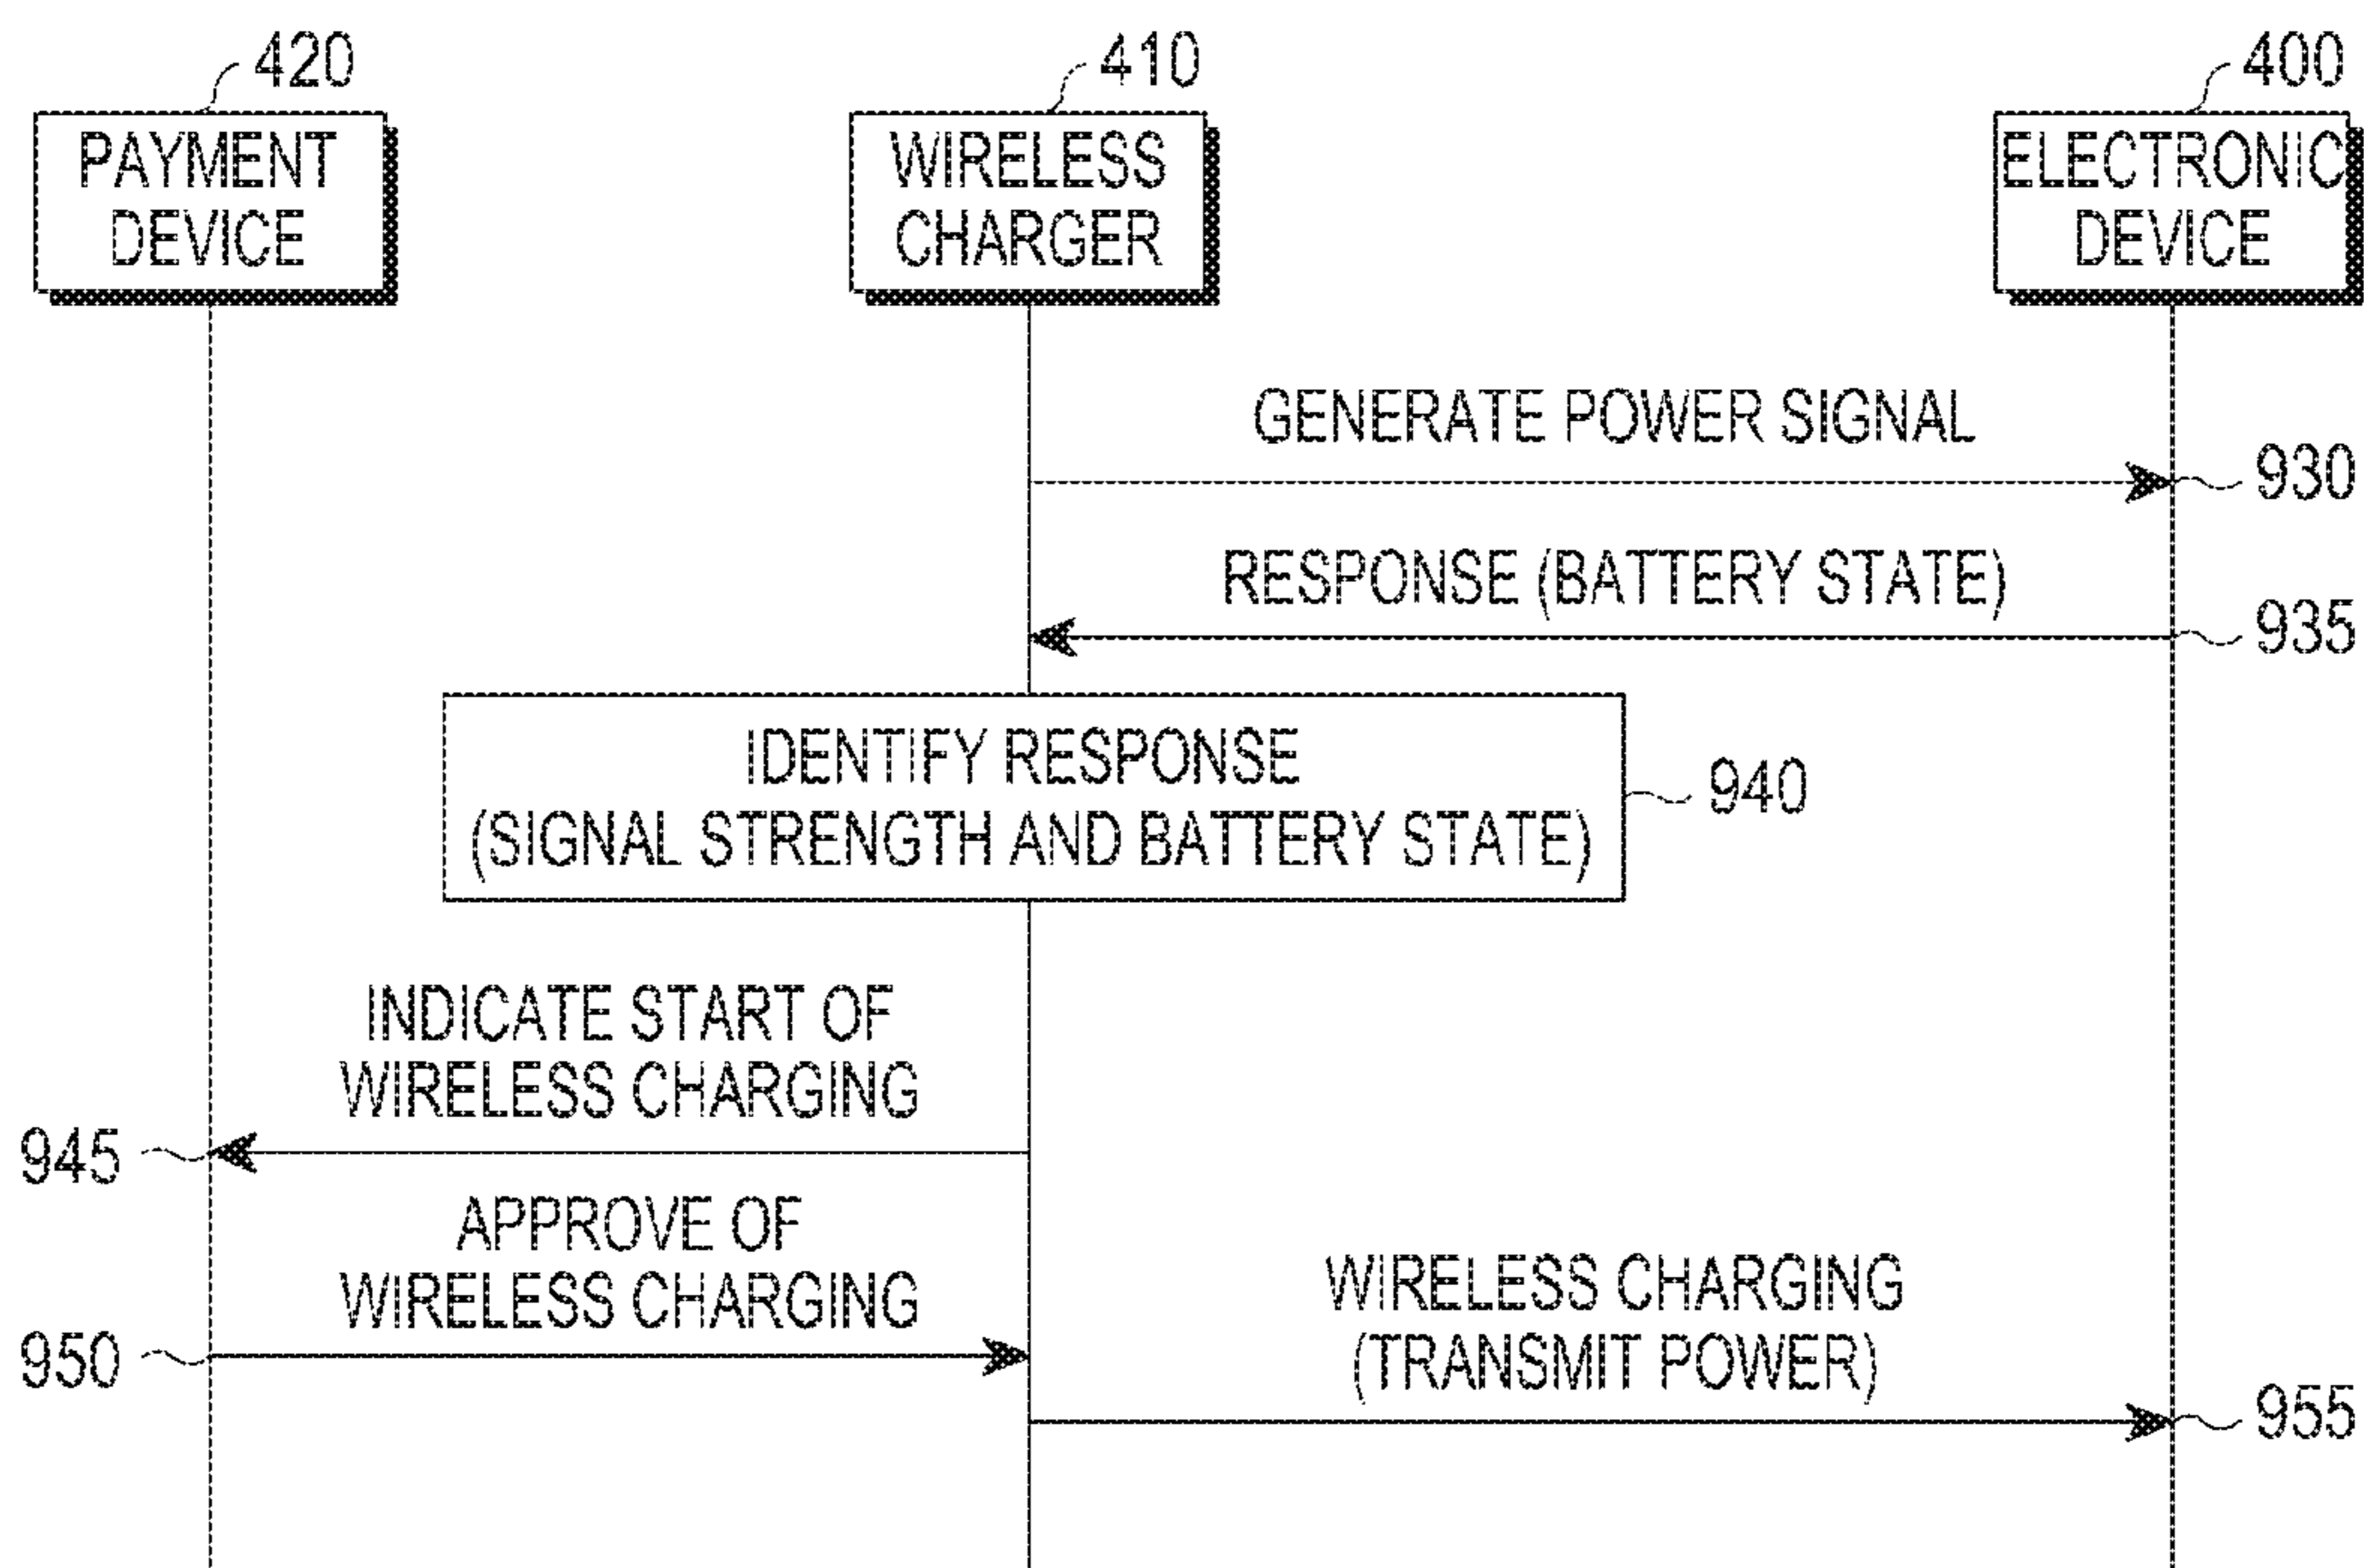 420
410
400
PAYMENT
DEVICE
WIRELESS
CHARGER
ELECTRONIC
DEVICE
GENERATE POWER SIGNAL
930
RESPONSE (BATTERY STATE)
935
IDENTIFY RESPONSE
(SIGNAL STRENGTH AND BATTERY STATE)
940
INDICATE START OF
WIRELESS CHARGING
945
APPROVE OF
WIRELESS CHARGING
950
WIRELESS CHARGING
(TRANSMIT POWER)
955